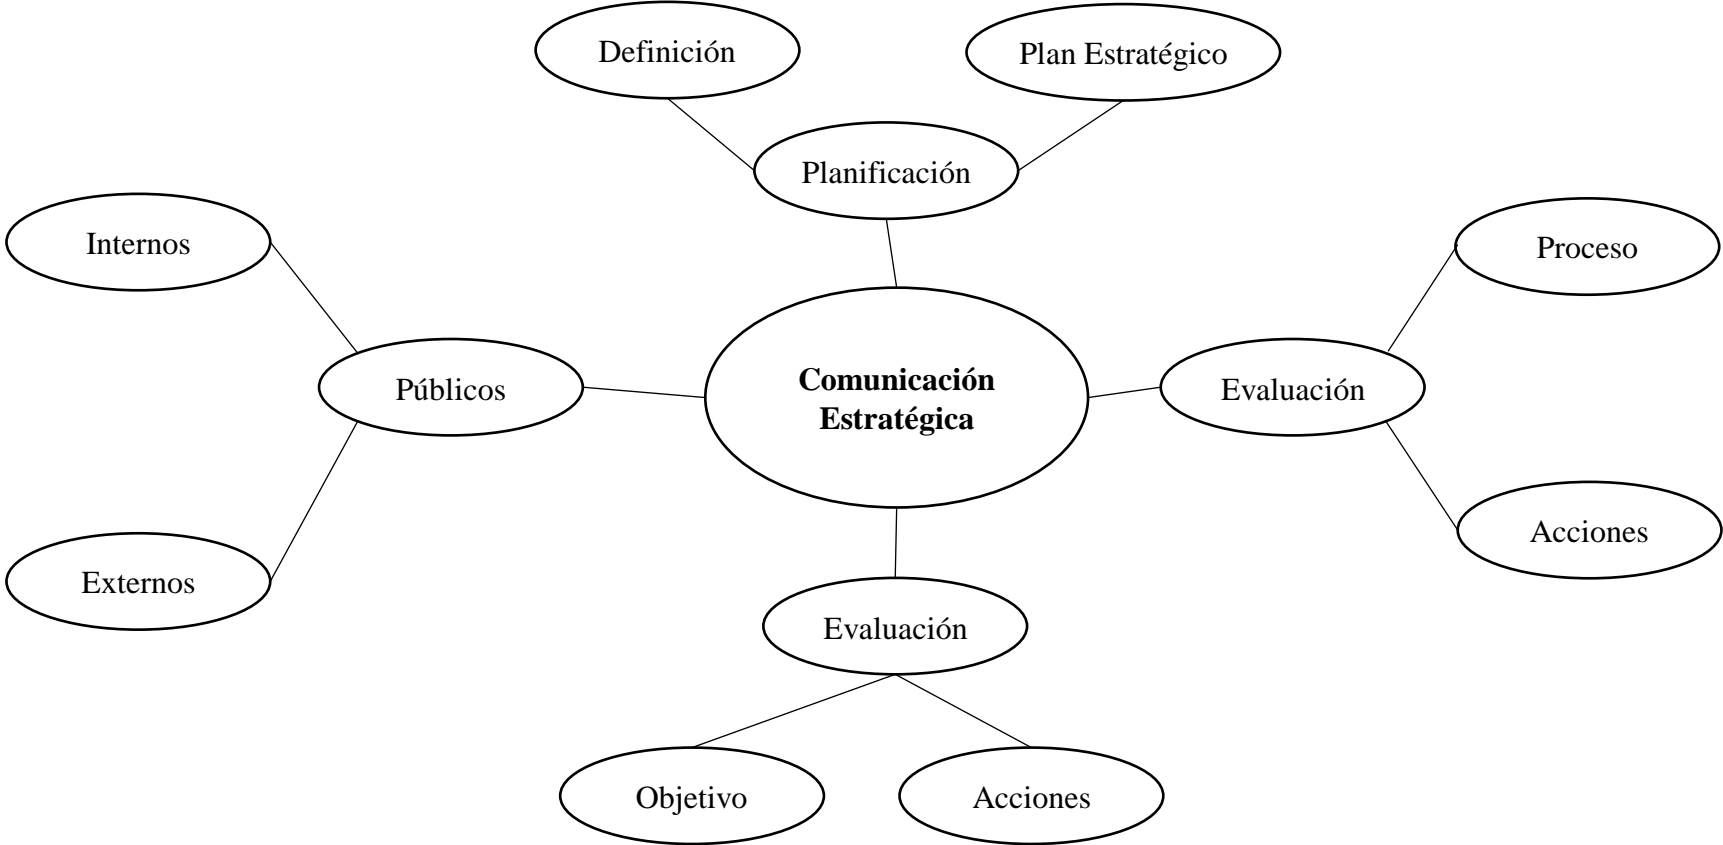 Definición
Plan Estratégico
Planificación
Internos
Proceso
Públicos
Comunicación
Estratégica
Evaluación
Externos
Acciones
Evaluación
Objetivo
Acciones